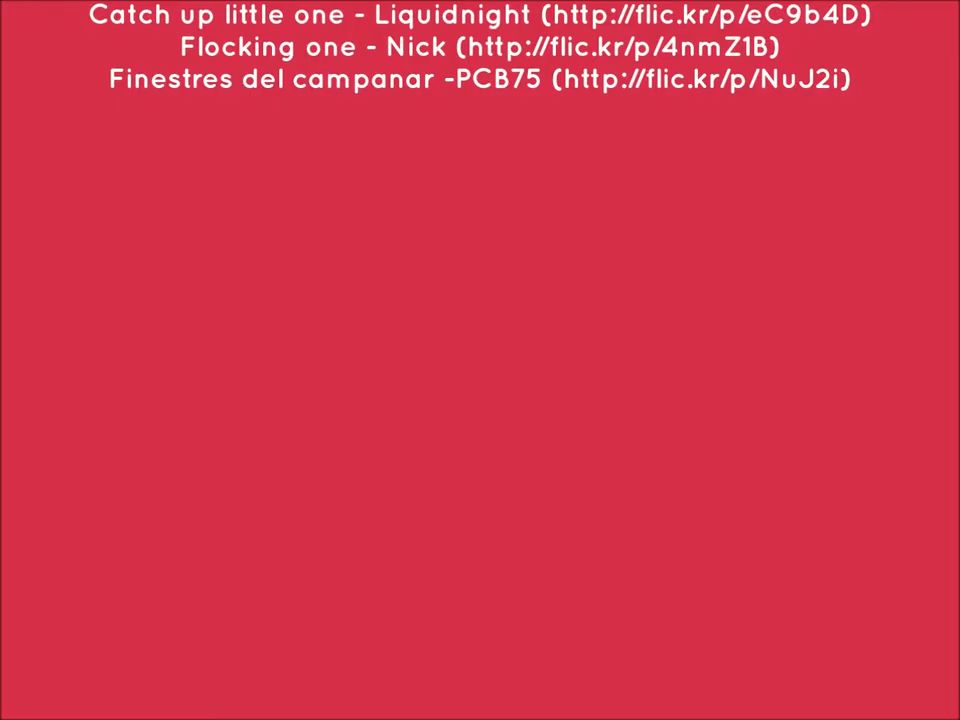 Catch up little one - Liquidnight (http://flic.kr/p/eC9b4D)
Flocking one - Nick (http://flic.kr/p/4nmZ1B)
Finestres del campanar -PCB75 (http://flic.kr/p/NuJ2i)